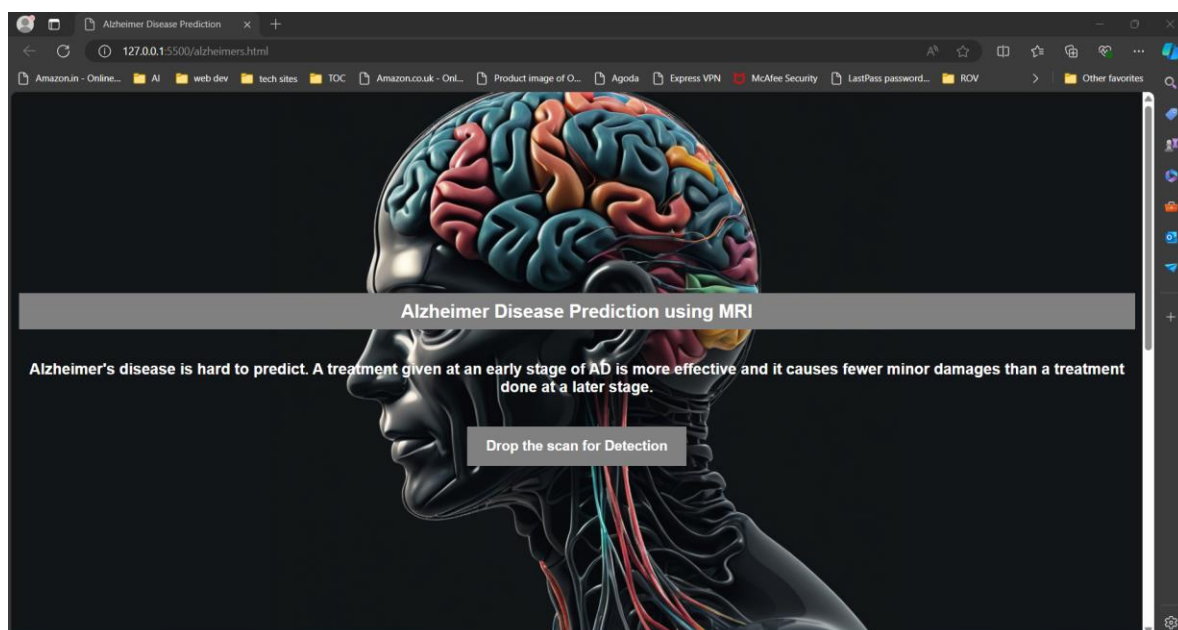 Alzheimer Disease Prediction
127.0.0.1:5500/alzheimers.html
Amazon.in - Online... AI web dev tech sites TOC Amazon.co.uk - Onl... Product image of O... Agoda Express VPN McAfee Security LastPass password... ROV Other favorites
Alzheimer Disease Prediction using MRI
Alzheimer's disease is hard to predict. A treatment given at an early stage of AD is more effective and it causes fewer minor damages than a treatment
done at a later stage.
Drop the scan for Detection